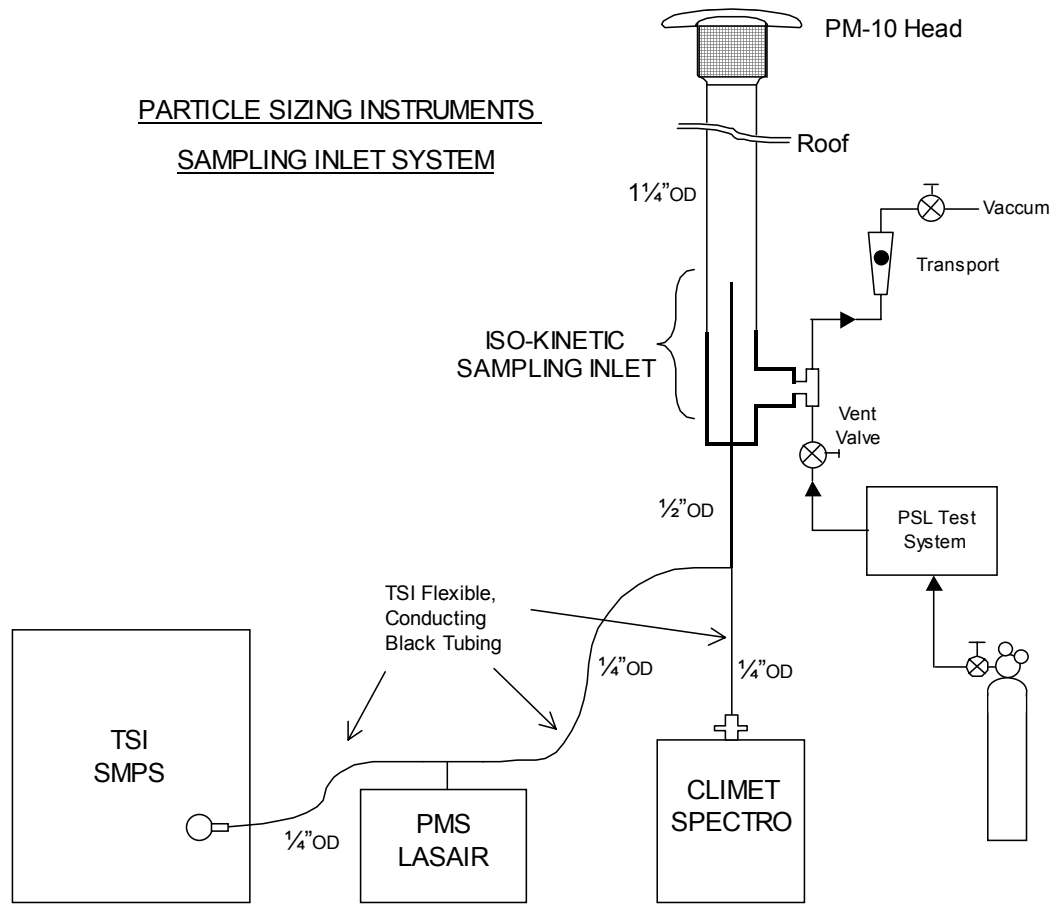 PM-10 Head
PARTICLE SIZING INSTRUMENTS
SAMPLING INLET SYSTEM
Roof
1¼”OD
Vaccum
Transport
ISO-KINETIC
SAMPLING INLET
Vent
Valve
½”OD
PSL Test
System
TSI Flexible,
Conducting
Black Tubing
¼”OD
¼”OD
TSI
SMPS
¼”OD
PMS
LASAIR
CLIMET
SPECTRO